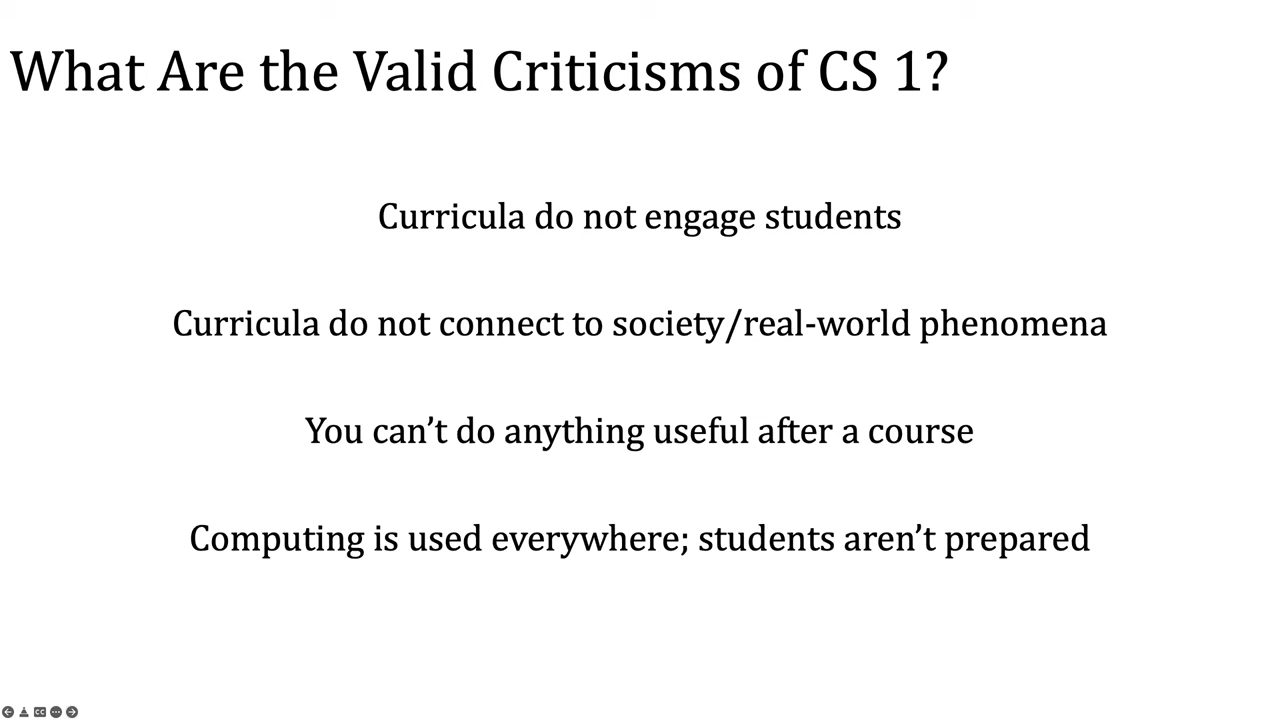 What Are the Valid Criticisms of CS 1?
Curricula do not engage students
Curricula do not connect to society/real-world phenomena
You can’t do anything useful after a course
Computing is used everywhere; students aren’t prepared
CC